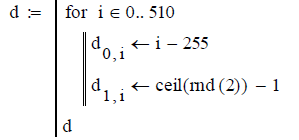 d := for i ∈ 0.. 510
d0,i ← i − 255
d1,i ← ceil(rnd (2)) − 1
d